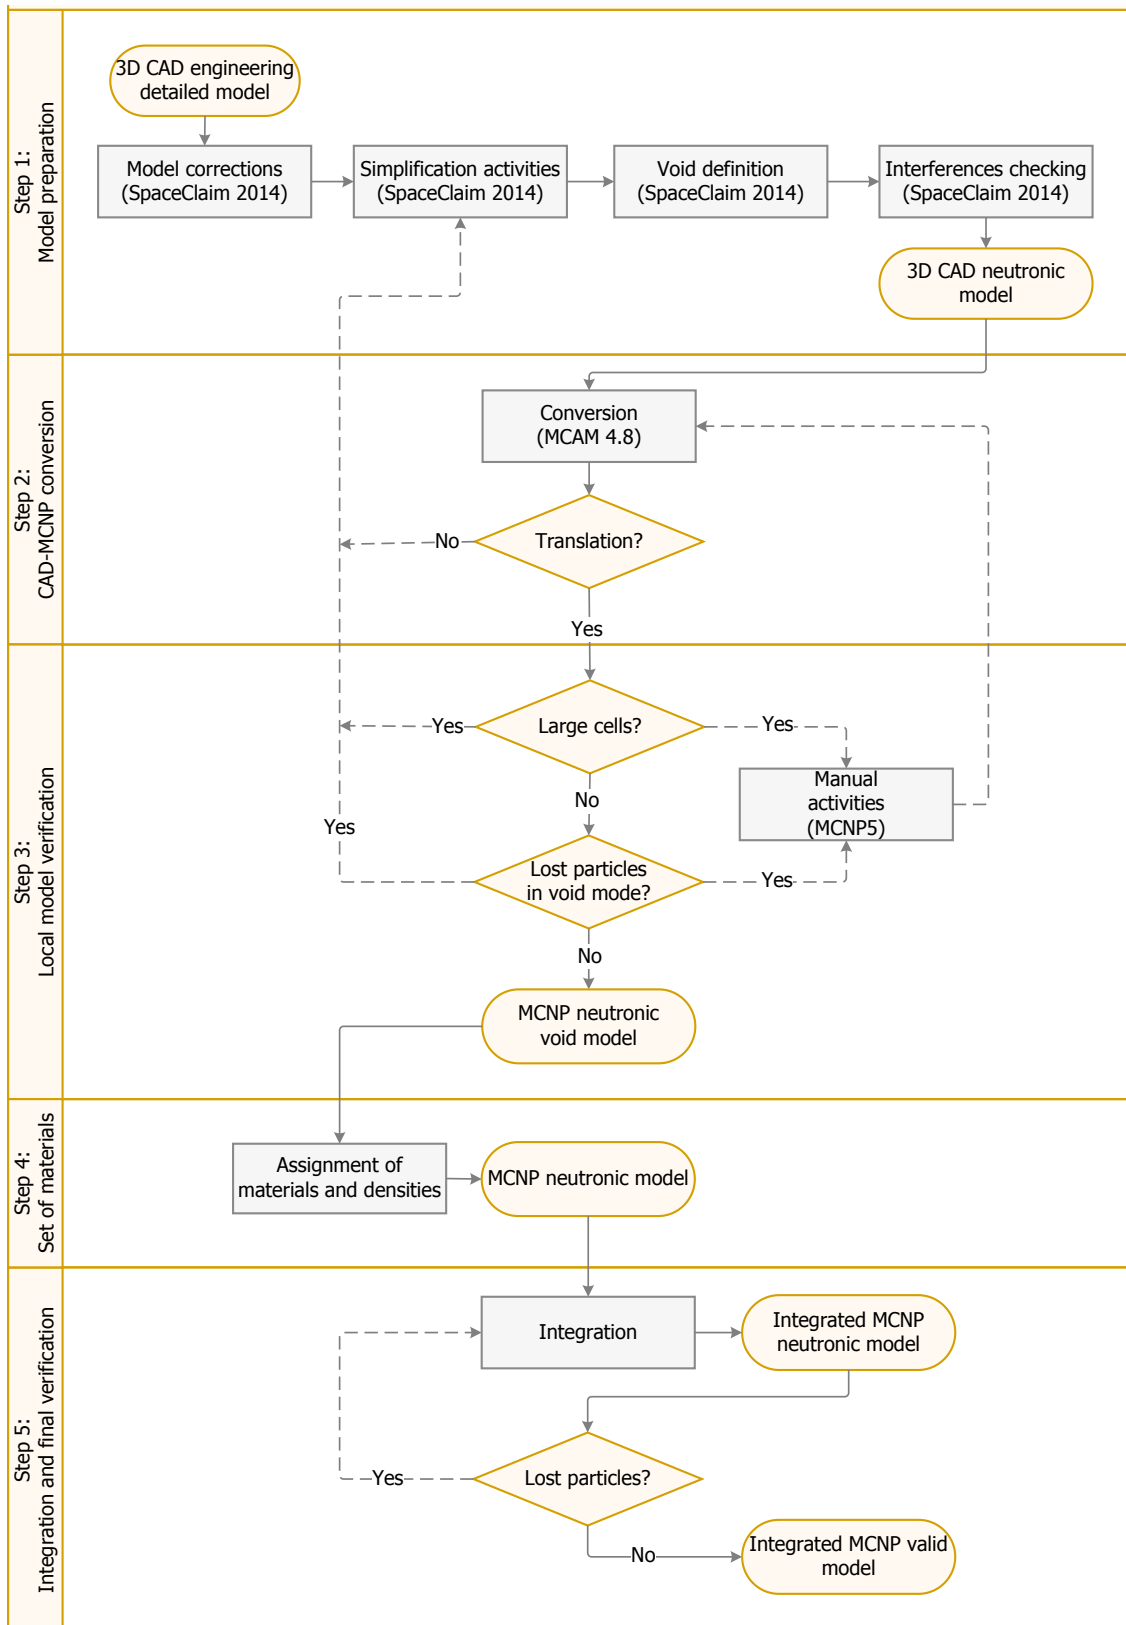 Step 1:
Model preparation
3D CAD engineering
detailed model
Model corrections
(SpaceClaim 2014)
Simplification activities
(SpaceClaim 2014)
Void definition
(SpaceClaim 2014)
Interferences checking
(SpaceClaim 2014)
3D CAD neutronic
model
Step 2:
CAD-MCNP conversion
Conversion
(MCAM 4.8)
Translation?
No
Yes
Step 3:
Local model verification
Large cells?
Yes
Yes
No
Manual
activities
(MCNP5)
Yes
Lost particles
in void mode?
Yes
No
MCNP neutronic
void model
Step 4:
Set of materials
Assignment of
materials and densities
MCNP neutronic model
Step 5:
Integration and final verification
Integration
Integrated MCNP
neutronic model
Lost particles?
Yes
No
Integrated MCNP valid
model